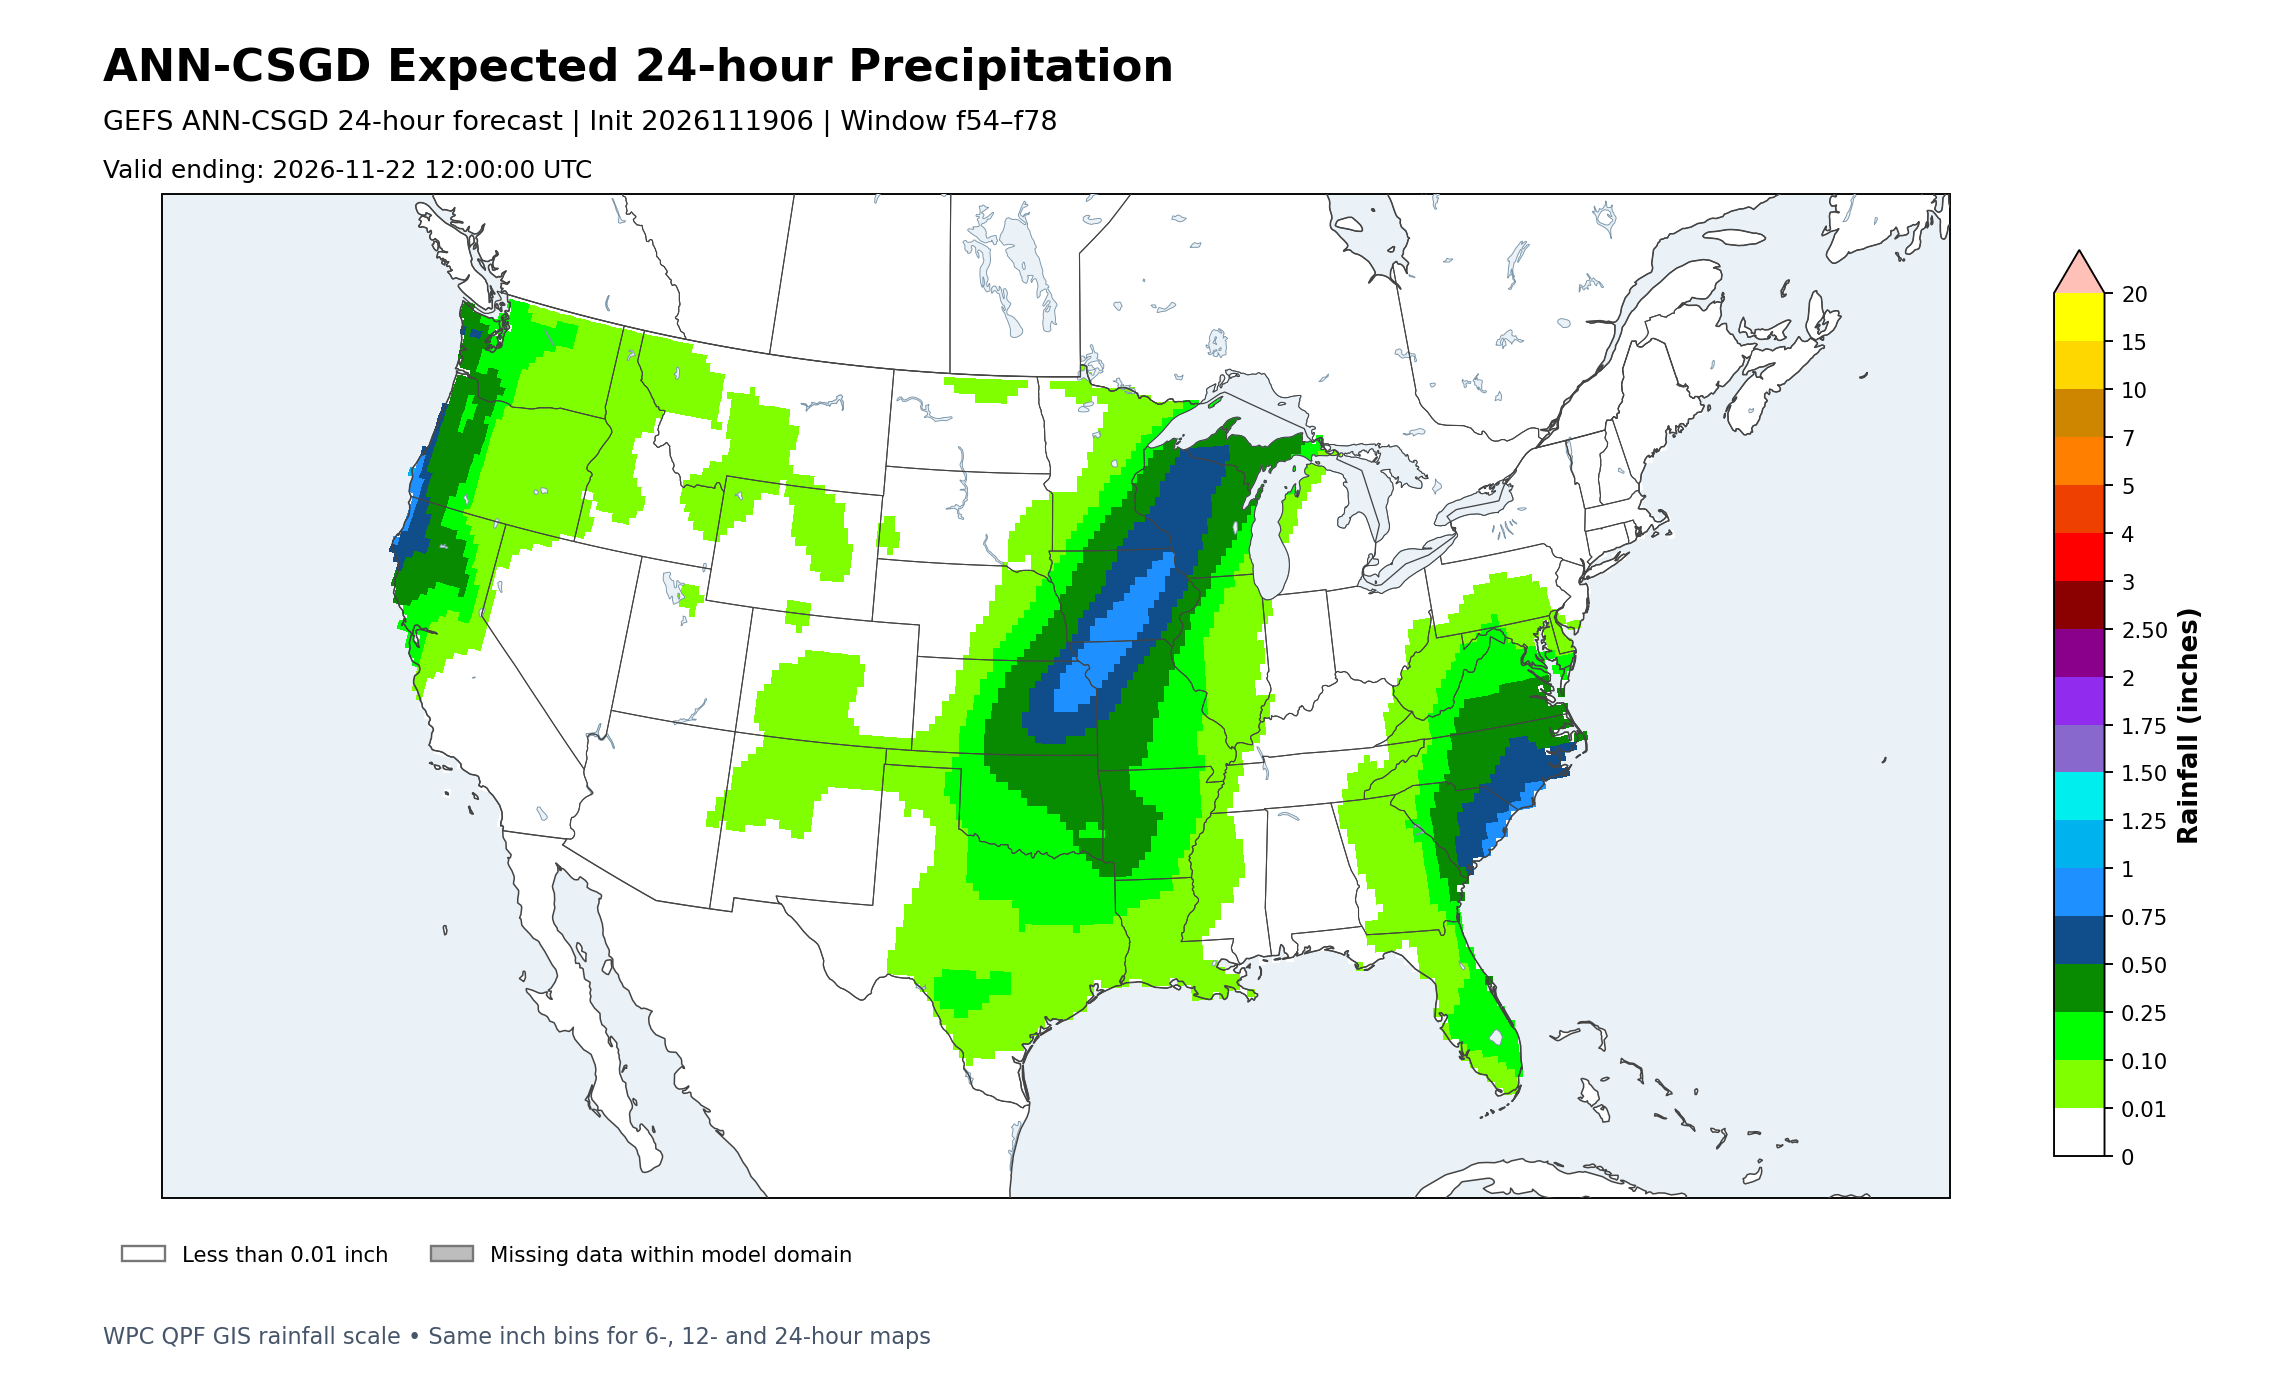 ANN-CSGD Expected 24-hour Precipitation
GEFS ANN-CSGD 24-hour forecast | Init 2026111906 | Window f54–f78
Valid ending: 2026-11-22 12:00:00 UTC
20
15
10
7
5
4
3
2.50
2
1.75
1.50
1.25
1
0.75
0.50
0.25
0.10
0.01
0
Rainfall (inches)
Less than 0.01 inch
Missing data within model domain
WPC QPF GIS rainfall scale • Same inch bins for 6-, 12- and 24-hour maps